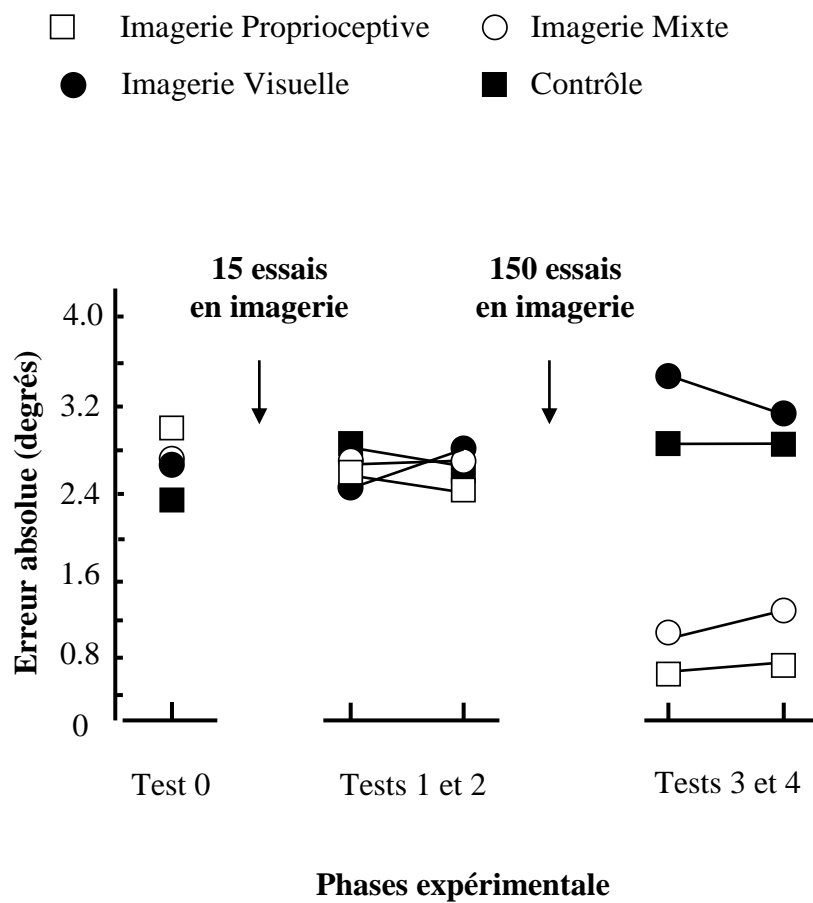 Imagerie Proprioceptive
Imagerie Mixte
Imagerie Visuelle
Contrôle
15 essais
en imagerie
150 essais
en imagerie
Erreur absolue (degrés)
4.0
3.2
2.4
1.6
0.8
0
Test 0
Tests 1 et 2
Tests 3 et 4
Phases expérimentale